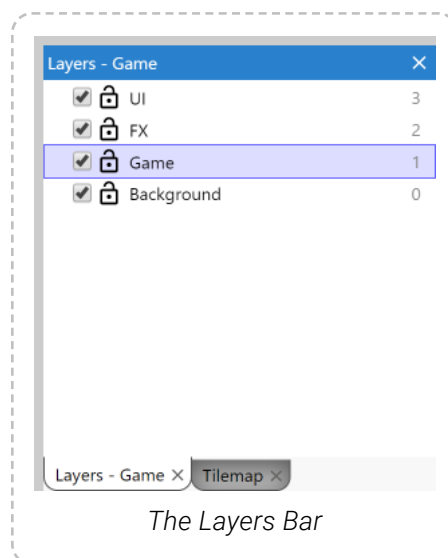 Layers - Game
UI 3
FX 2
Game 1
Background 0
Layers - Game Tilemap
The Layers Bar